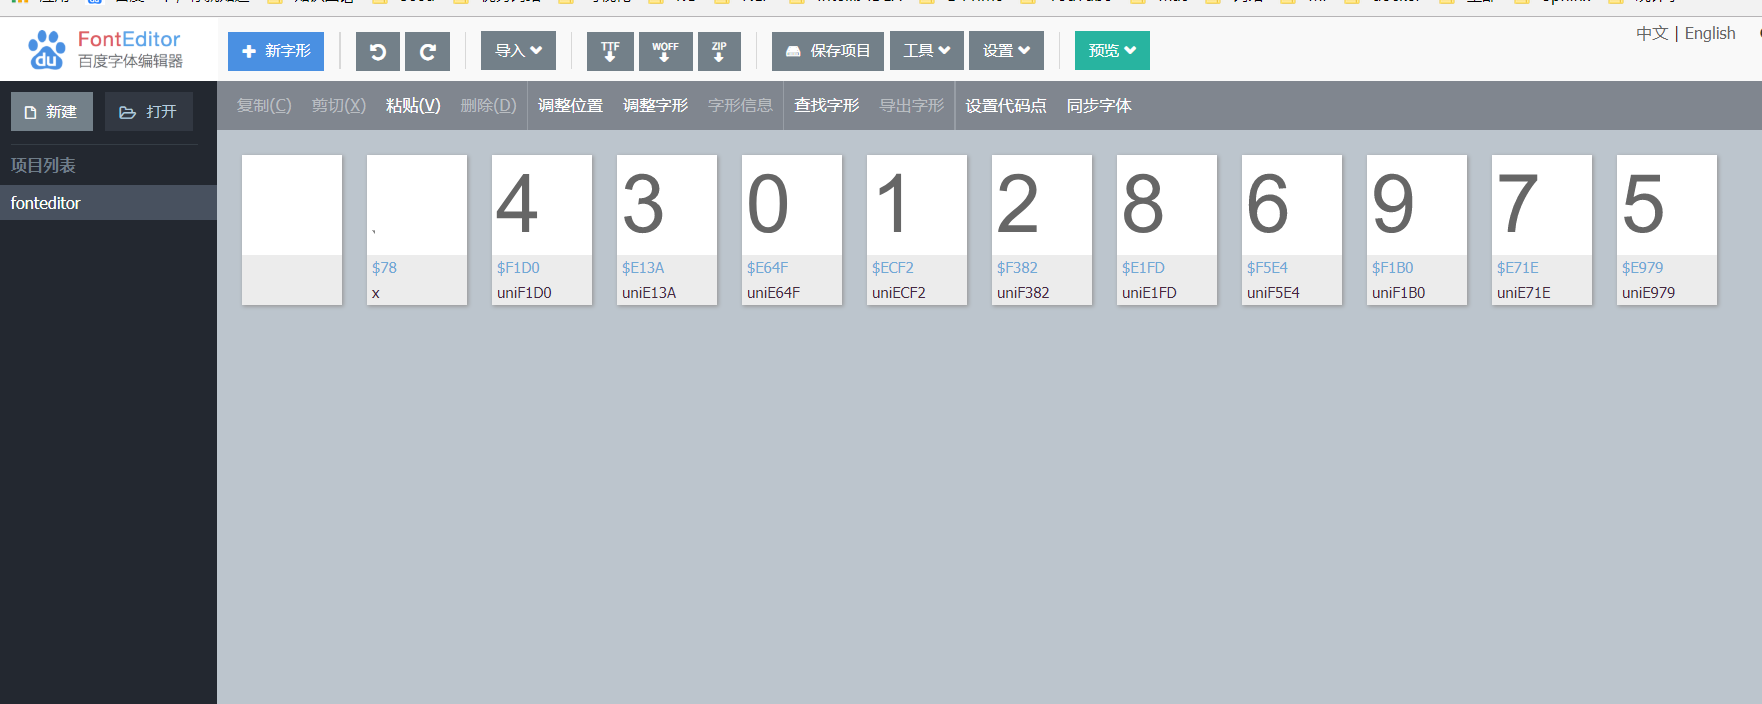 FontEditor
百度字体编辑器
du
新字形
导入
TTF
WOFF
ZIP
保存项目
工具
设置
预览
中文 | English
新建
打开
复制(C)
剪切(X)
粘贴(V)
删除(D)
调整位置
调整字形
字形信息
查找字形
导出字形
设置代码点
同步字体
项目列表
fonteditor
4 3 0 1 2 8 6 9 7 5
$78 $F1D0 $E13A $E64F $ECF2 $F382 $E1FD $F5E4 $F1B0 $E71E $E979
x uniF1D0 uniE13A uniE64F uniECF2 uniF382 uniE1FD uniF5E4 uniF1B0 uniE71E uniE979